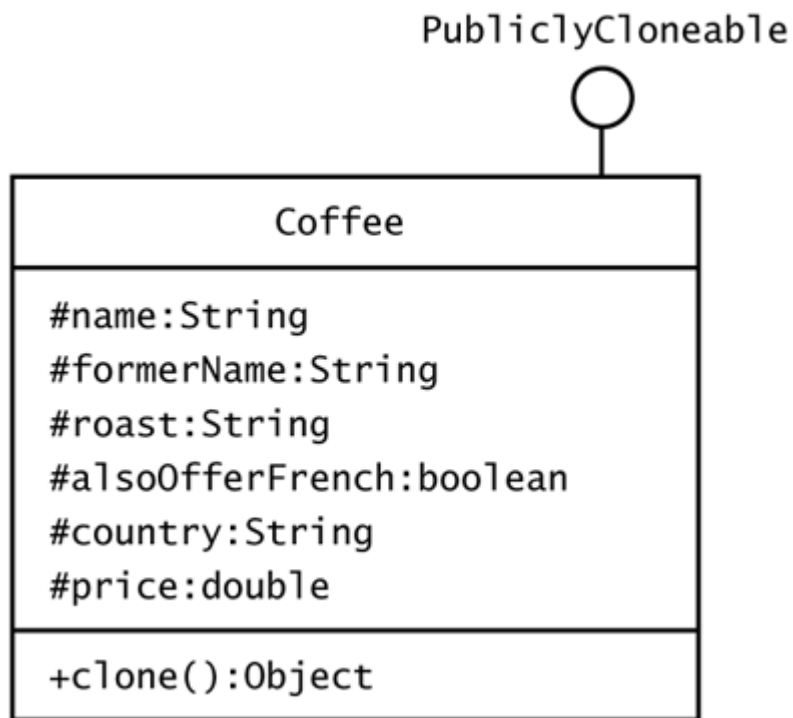 PubliclyCloneable
Coffee
#name:String
#formerName:String
#roast:String
#alsoOfferFrench:boolean
#country:String
#price:double
+clone():Object